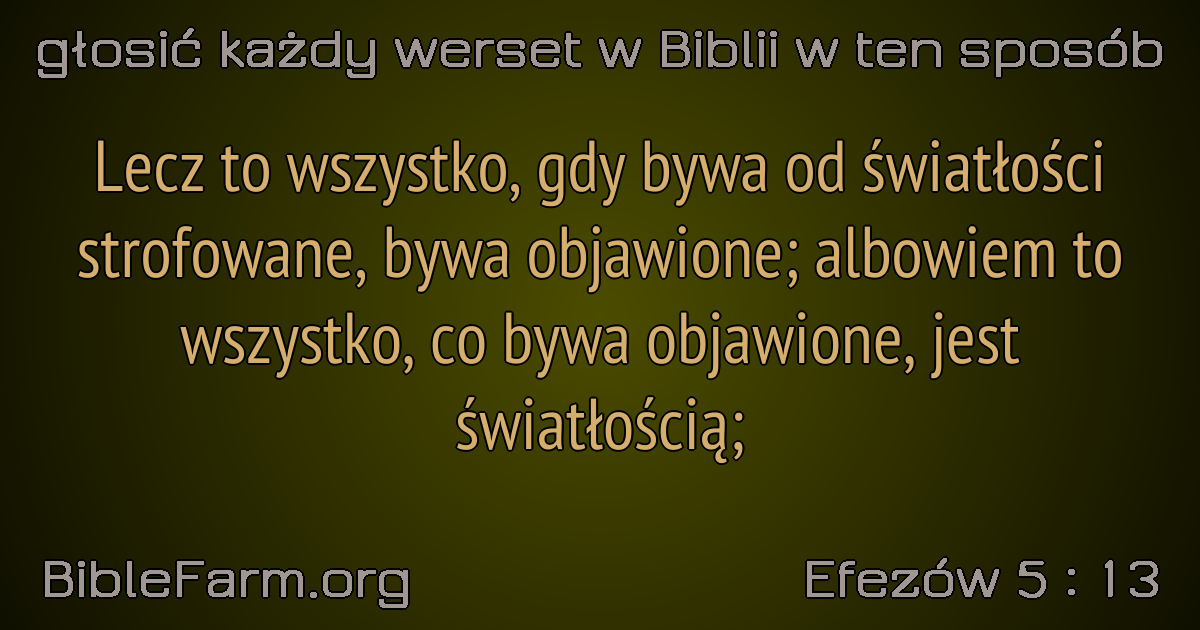 głosić każdy werset w Biblii w ten sposób
Lecz to wszystko, gdy bywa od światłości
strofowane, bywa objawione; albowiem to
wszystko, co bywa objawione, jest
światłością;
BibleFarm.org
Efezów 5 : 13